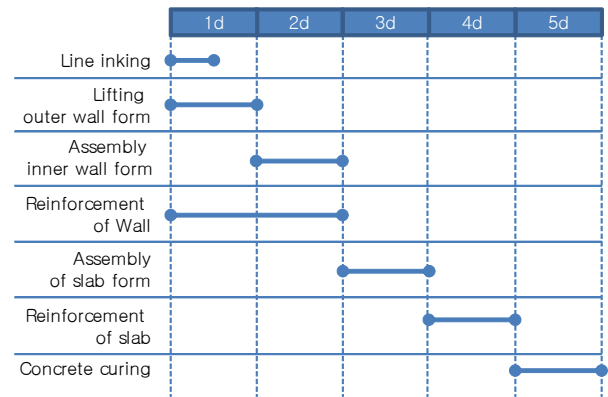 1d 2d 3d 4d 5d
Line inking
Lifting
outer wall form
Assembly
inner wall form
Reinforcement
of Wall
Assembly
of slab form
Reinforcement
of slab
Concrete curing